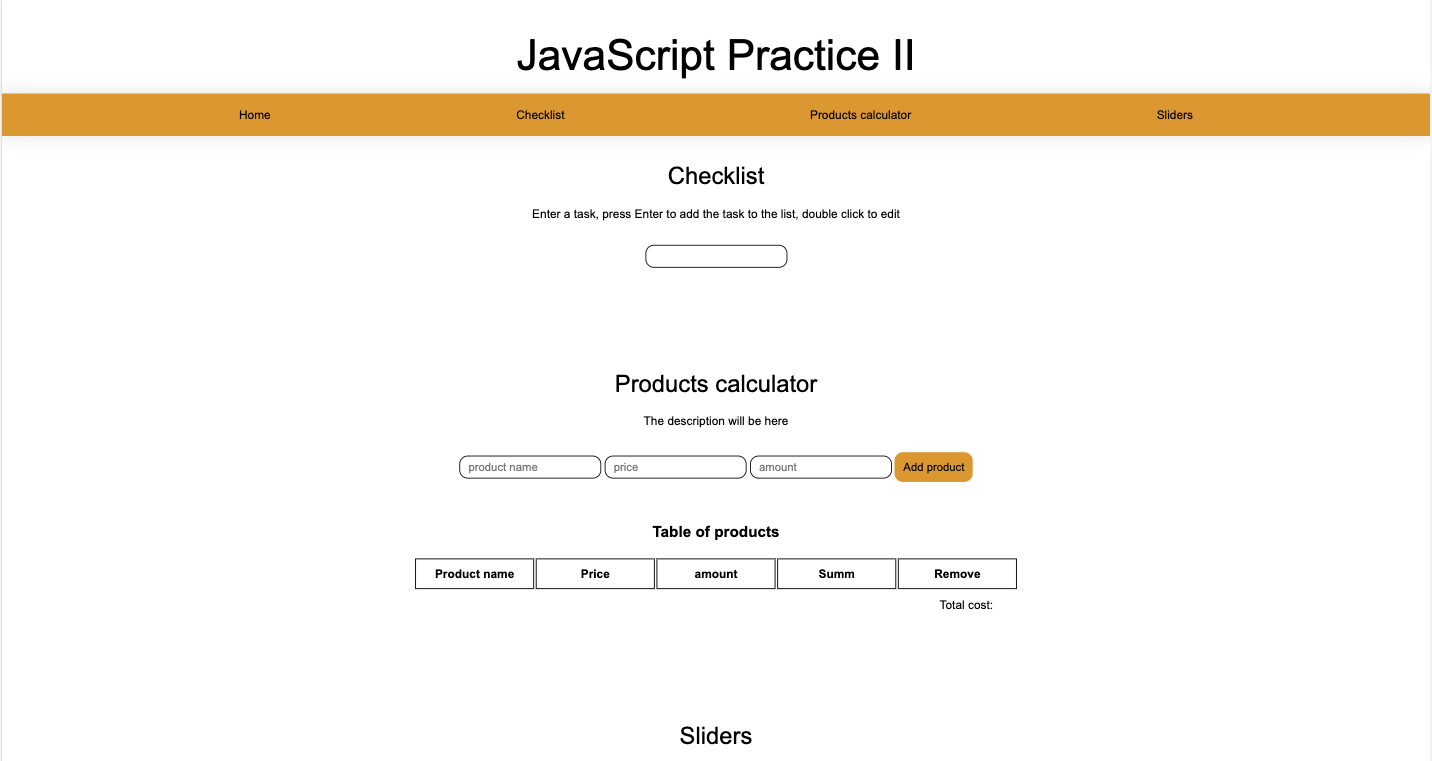 JavaScript Practice II
Home Checklist Products calculator Sliders
Checklist
Enter a task, press Enter to add the task to the list, double click to edit
Products calculator
The description will be here
product name price amount Add product
Table of products
Product name Price amount Summ Remove
Total cost:
Sliders